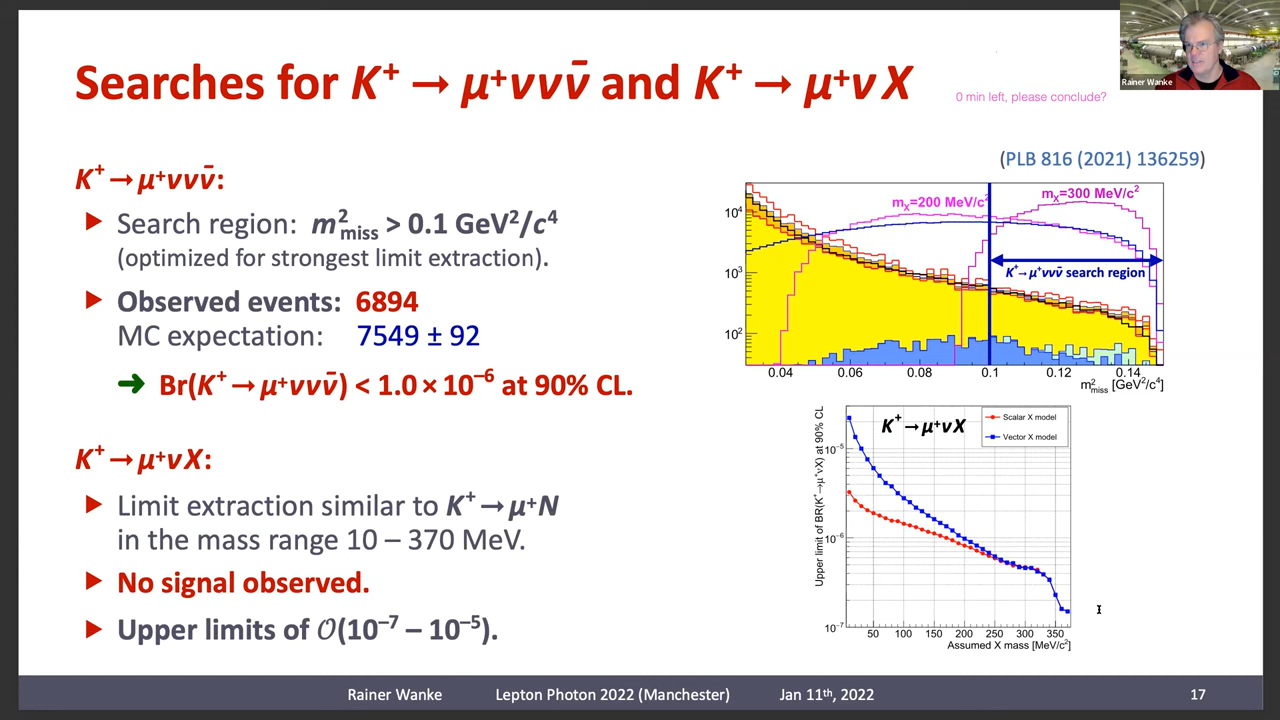 Searches for K⁺ → μ⁺νν𝜈̄ and K⁺ → μ⁺νX
0 min left, please conclude?
Rainer Wanke
(PLB 816 (2021) 136259)
K⁺ → μ⁺ννν̄:
Search region: m²miss > 0.1 GeV²/c⁴
(optimized for strongest limit extraction).
Observed events: 6894
MC expectation: 7549 ± 92
➜ Br(K⁺ → μ⁺ννν̄) < 1.0 × 10⁻⁶ at 90% CL.
K⁺ → μ⁺νX:
Limit extraction similar to K⁺ → μ⁺N
in the mass range 10 – 370 MeV.
No signal observed.
Upper limits of O(10⁻⁷ – 10⁻⁵).
mX=200 MeV/c²
mX=300 MeV/c²
K⁺ → μ⁺ννν̄ search region
10⁴
10³
10²
0.04 0.06 0.08 0.1 0.12 0.14
m²miss [GeV²/c⁴]
K⁺ → μ⁺νX
Scalar X model
Vector X model
Upper limit of BR(K⁺→μ⁺νX) at 90% CL
10⁻⁵
10⁻⁶
10⁻⁷
50 100 150 200 250 300 350
Assumed X mass [MeV/c²]
Rainer Wanke Lepton Photon 2022 (Manchester) Jan 11th, 2022 17